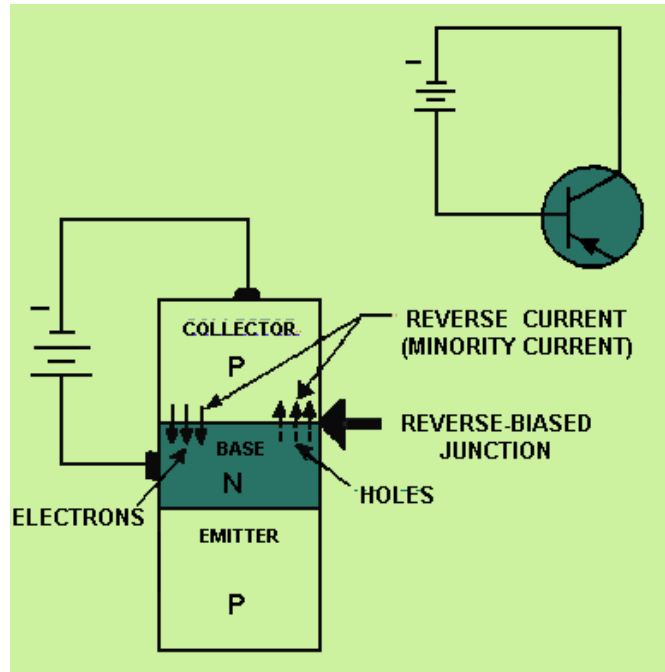 −
−
COLLECTOR
P
REVERSE CURRENT
(MINORITY CURRENT)
REVERSE-BIASED
JUNCTION
BASE
N
ELECTRONS
HOLES
EMITTER
P